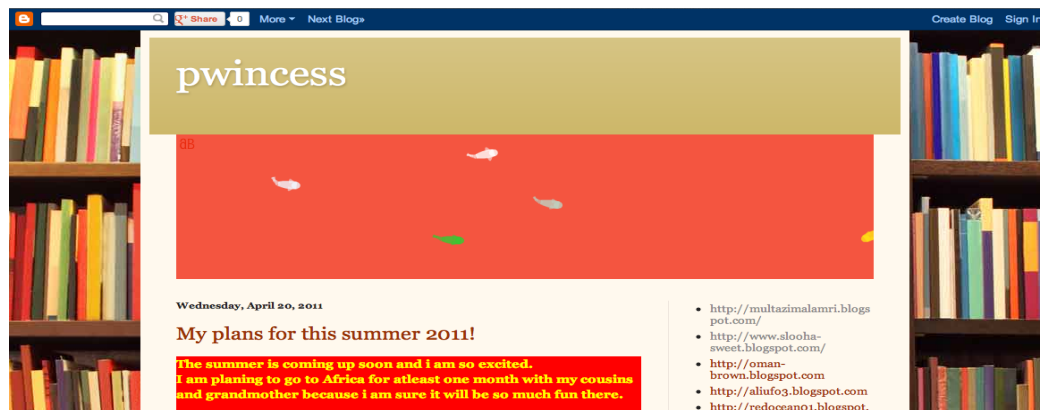 Share 0 More Next Blog» Create Blog Sign In
pwincess
Wednesday, April 20, 2011
My plans for this summer 2011!
The summer is coming up soon and i am so excited.
I am planing to go to Africa for atleast one month with my cousins
and grandmother because i am sure it will be so much fun there.
http://multazimalamri.blogs
pot.com/
http://www.slooha-
sweet.blogspot.com/
http://oman-
brown.blogspot.com
http://aliuf03.blogspot.com
http://redocean01.blogspot.